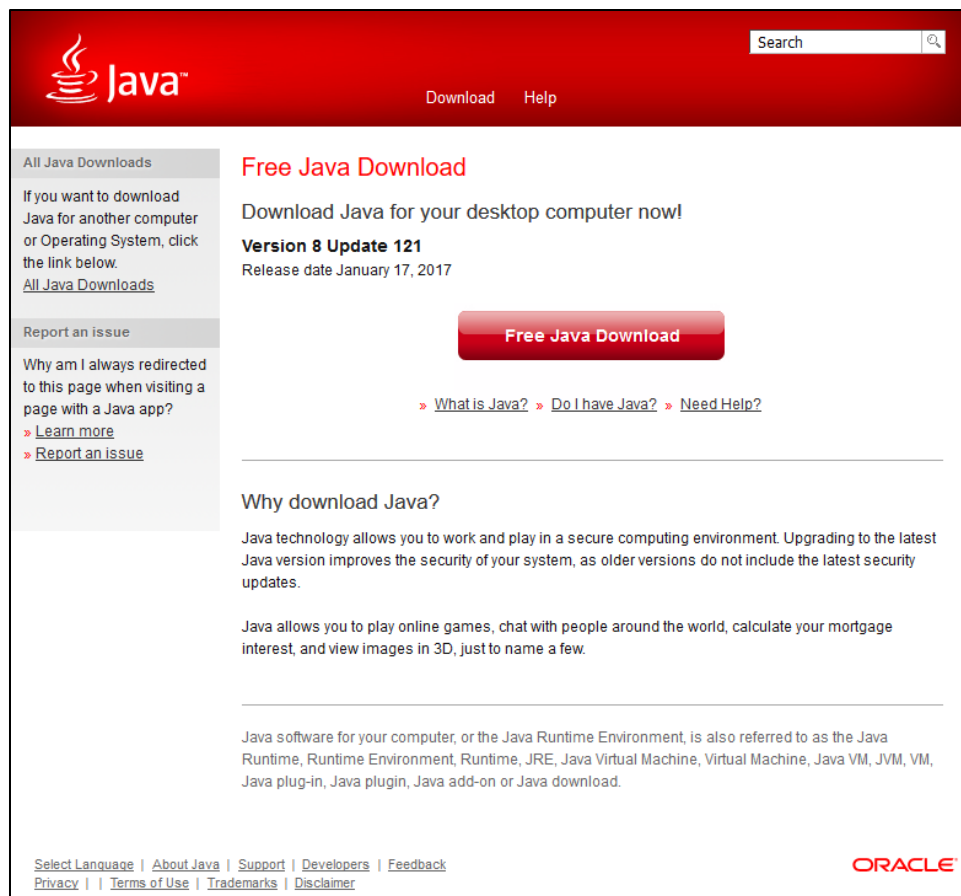 Java™
Search
Download Help
All Java Downloads
If you want to download
Java for another computer
or Operating System, click
the link below.
All Java Downloads
Report an issue
Why am I always redirected
to this page when visiting a
page with a Java app?
» Learn more
» Report an issue
Free Java Download
Download Java for your desktop computer now!
Version 8 Update 121
Release date January 17, 2017
Free Java Download
» What is Java? » Do I have Java? » Need Help?
Why download Java?
Java technology allows you to work and play in a secure computing environment. Upgrading to the latest
Java version improves the security of your system, as older versions do not include the latest security
updates.
Java allows you to play online games, chat with people around the world, calculate your mortgage
interest, and view images in 3D, just to name a few.
Java software for your computer, or the Java Runtime Environment, is also referred to as the Java
Runtime, Runtime Environment, Runtime, JRE, Java Virtual Machine, Virtual Machine, Java VM, JVM, VM,
Java plug-in, Java plugin, Java add-on or Java download.
Select Language | About Java | Support | Developers | Feedback
Privacy | | Terms of Use | Trademarks | Disclaimer
ORACLE